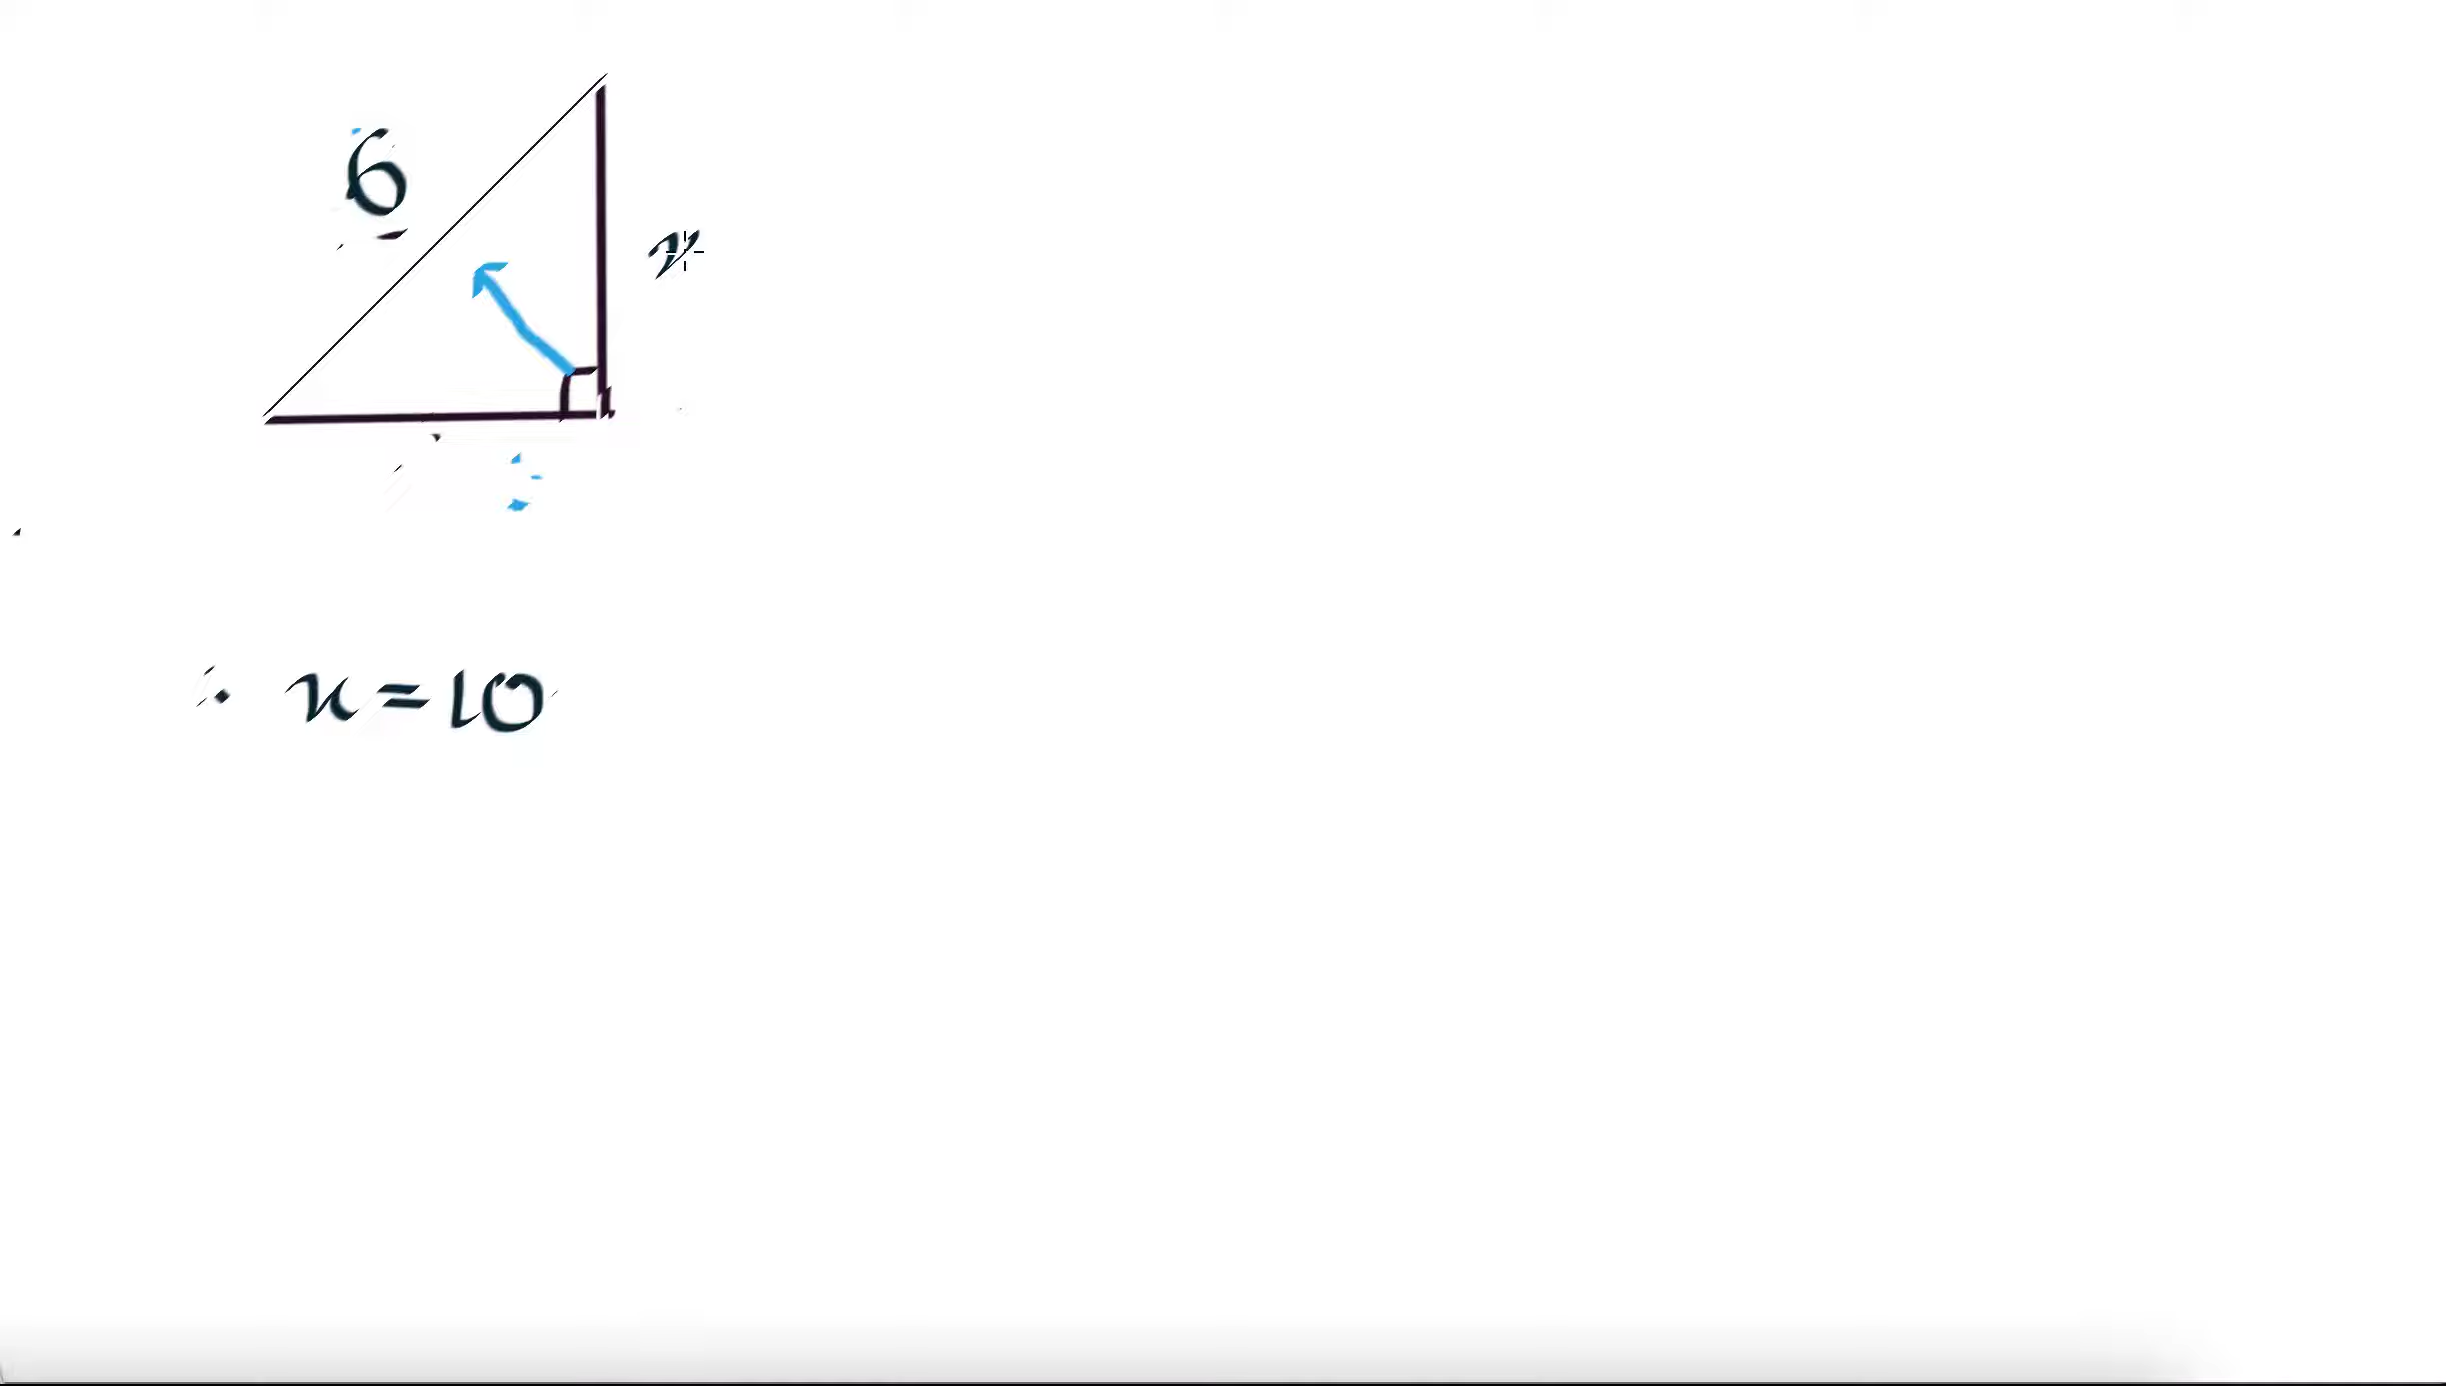 6
x
∴ x = 10